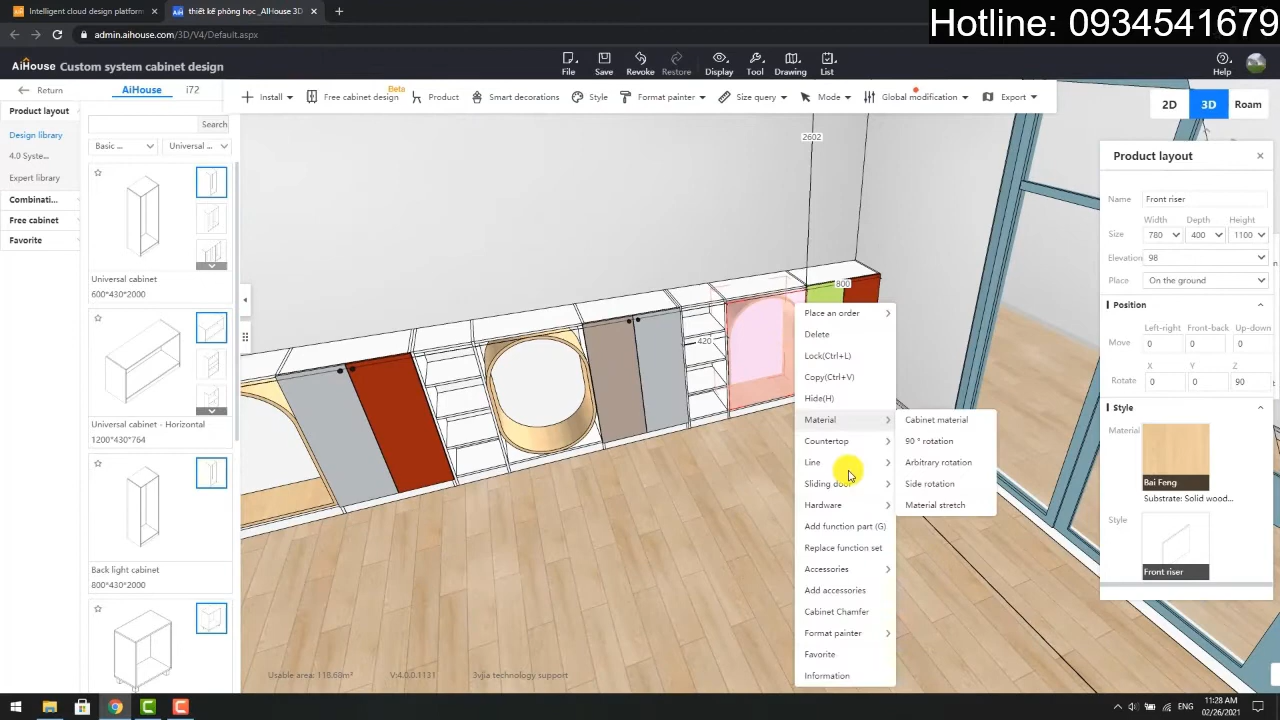 Intelligent cloud design platform
thiết kế phòng học _AIHouse 3D
Hotline: 0934541679
admin.aihouse.com/3D/V4/Default.aspx
AiHouse Custom system cabinet design
File
Save
Revoke
Restore
Display
Tool
Drawing
List
Help
Return
AiHouse
i72
Install
Free cabinet design
Beta
Product
Smart decorations
Style
Format painter
Size query
Mode
Global modification
Export
2D
3D
Roam
Product layout
Design library
4.0 Syste...
Expert library
Combinati...
Free cabinet
Favorite
Search
Basic ...
Universal ...
Universal cabinet
600*430*2000
Universal cabinet - Horizontal
1200*430*764
Back light cabinet
800*430*2000
2602
800
420
Place an order
Delete
Lock(Ctrl+L)
Copy(Ctrl+V)
Hide(H)
Material
Countertop
Line
Sliding door
Hardware
Add function part (G)
Replace function set
Accessories
Add accessories
Cabinet Chamfer
Format painter
Favorite
Information
Cabinet material
90 ° rotation
Arbitrary rotation
Side rotation
Material stretch
Product layout
Name Front riser
Width Depth Height
Size 780 400 1100
Elevation 98
Place On the ground
Position
Left-right Front-back Up-down
Move 0 0 0
X Y Z
Rotate 0 0 90
Style
Material
Bai Feng
Substrate: Solid wood...
Style
Front riser
Usable area: 118.68m²
V:4.0.0.1131
3vjia technology support
ENG
11:28 AM
02/26/2021